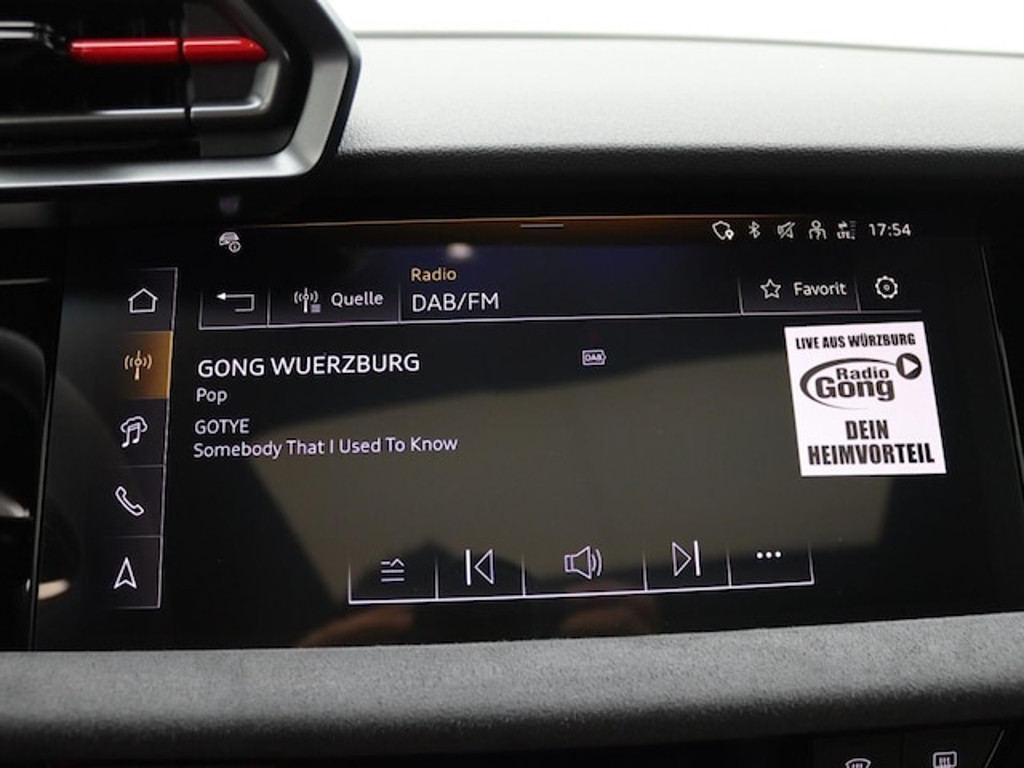 LTE 17:54
Radio
Quelle
DAB/FM
Favorit
GONG WUERZBURG
DAB
Pop
GOTYE
Somebody That I Used To Know
LIVE AUS WÜRZBURG
Radio
Gong
DEIN
HEIMVORTEIL